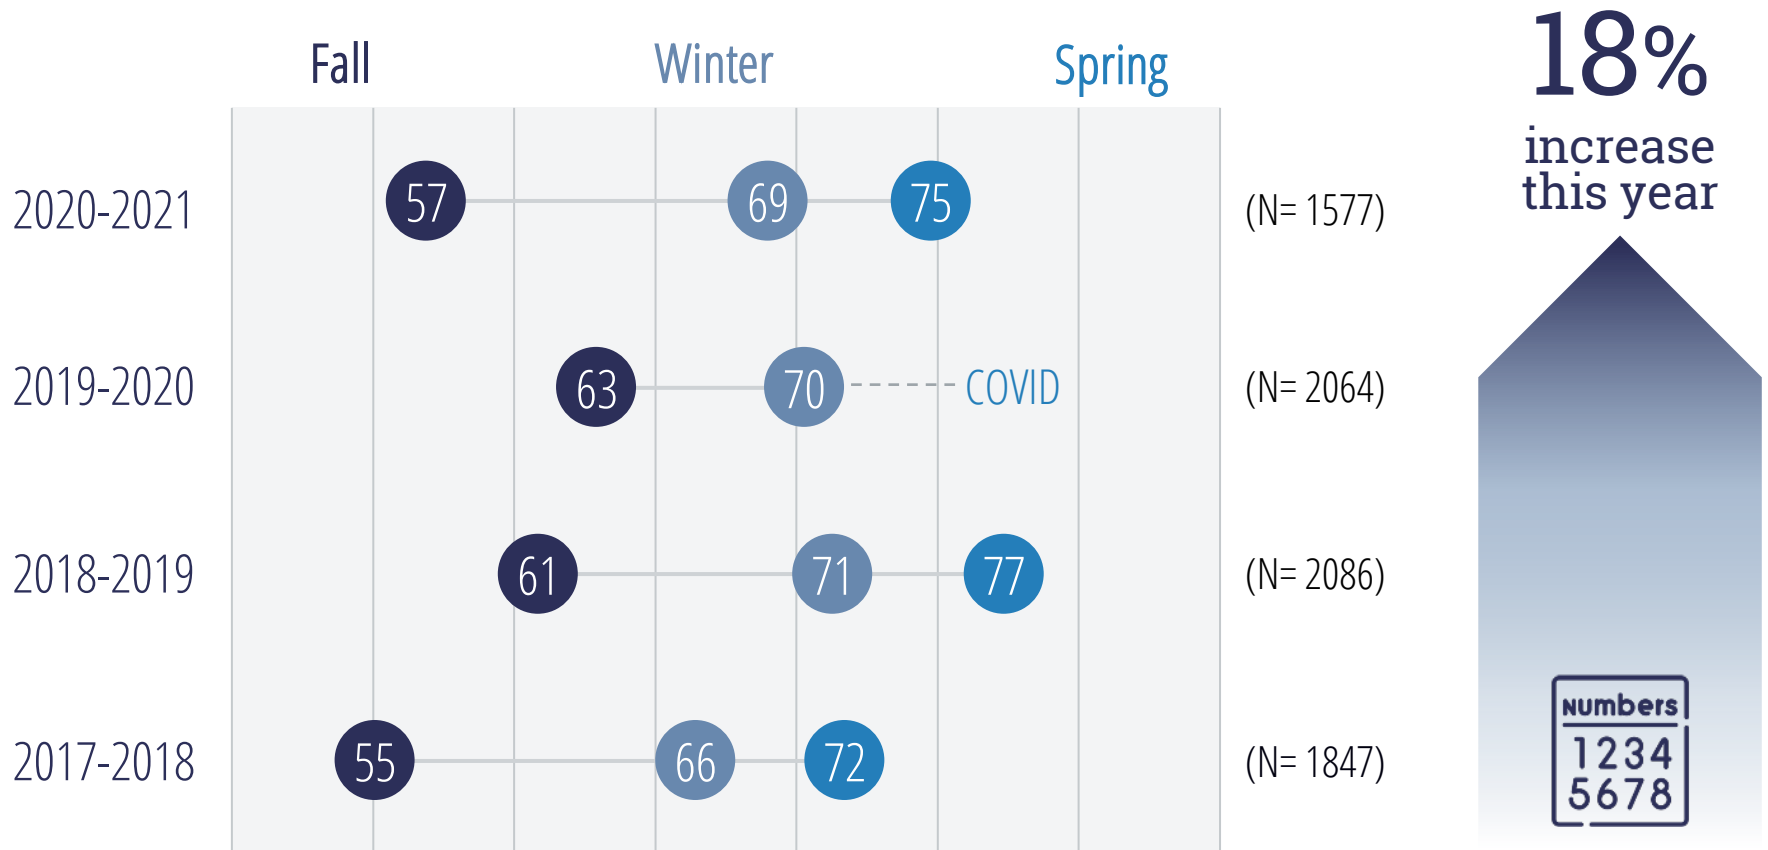 Fall Winter Spring
2020-2021 57 69 75 (N= 1577)
2019-2020 63 70 COVID (N= 2064)
2018-2019 61 71 77 (N= 2086)
2017-2018 55 66 72 (N= 1847)
18%
increase
this year
Numbers
1234
5678